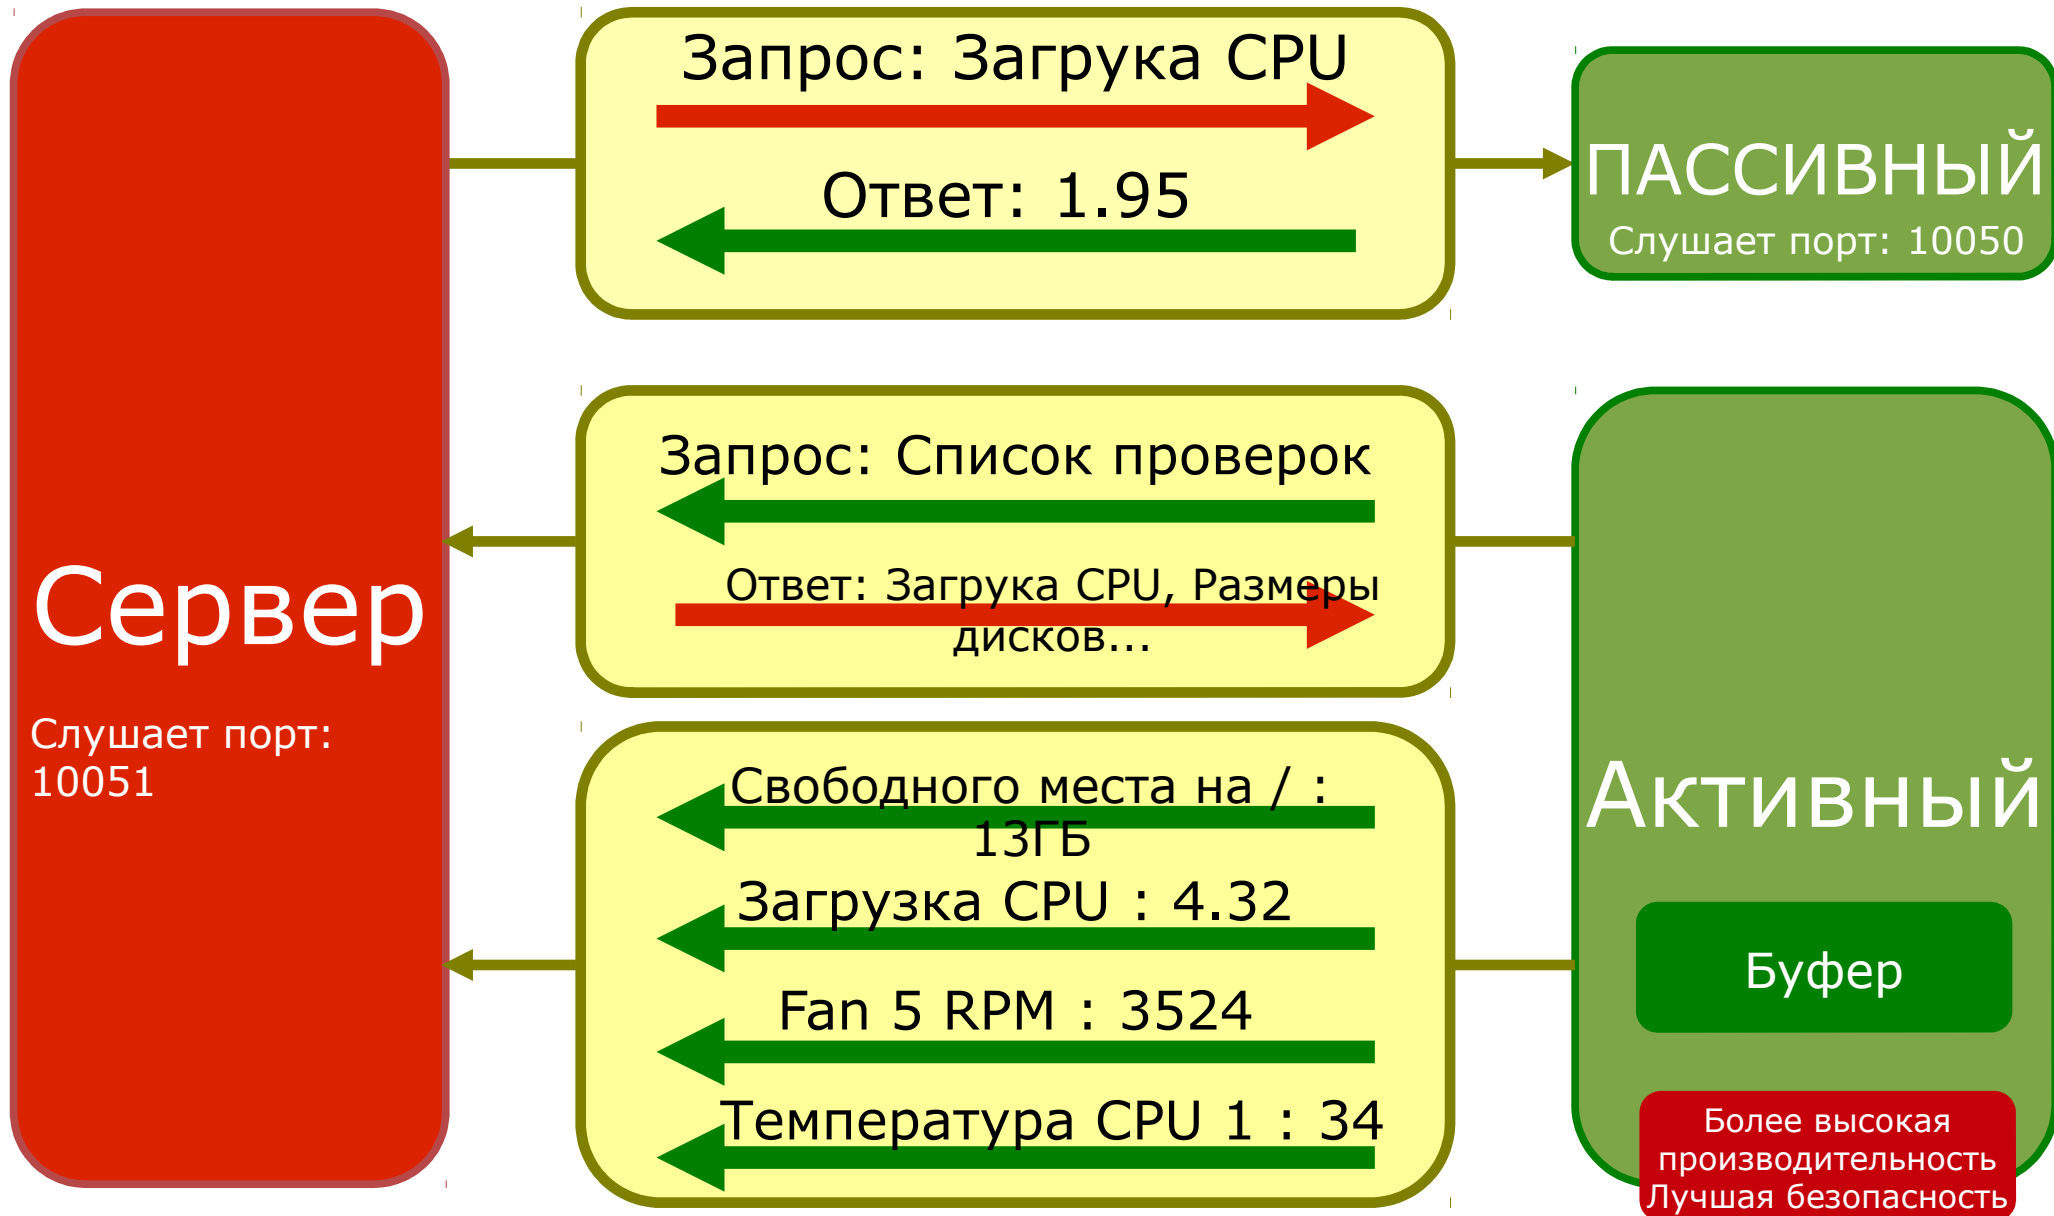 Сервер
Слушает порт:
10051
Запрос: Загрука CPU
Ответ: 1.95
ПАССИВНЫЙ
Слушает порт: 10050
Запрос: Список проверок
Ответ: Загрука CPU, Размеры
дисков...
Свободного места на / :
13ГБ
Загрузка CPU : 4.32
Fan 5 RPM : 3524
Температура CPU 1 : 34
Активный
Буфер
Более высокая
производительность
Лучшая безопасность